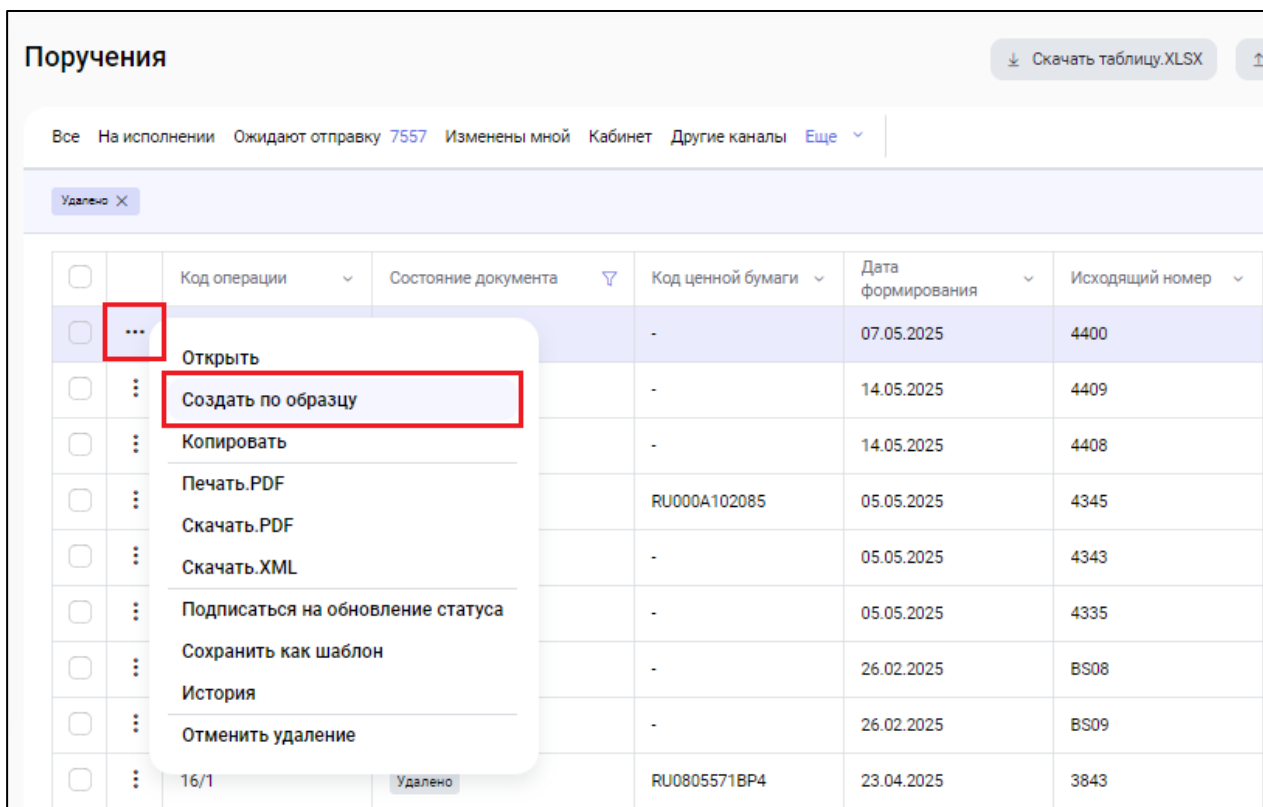 Поручения
Скачать таблицу.XLSX
Все На исполнении Ожидают отправку 7557 Изменены мной Кабинет Другие каналы Еще
Удалено
Код операции Состояние документа Код ценной бумаги Дата формирования Исходящий номер
- 07.05.2025 4400
Открыть
Создать по образцу
- 14.05.2025 4409
Копировать
- 14.05.2025 4408
Печать.PDF
RU000A102085 05.05.2025 4345
Скачать.PDF
Скачать.XML
- 05.05.2025 4343
Подписаться на обновление статуса
- 05.05.2025 4335
Сохранить как шаблон
- 26.02.2025 BS08
История
Отменить удаление
- 26.02.2025 BS09
16/1 Удалено RU0805571BP4 23.04.2025 3843